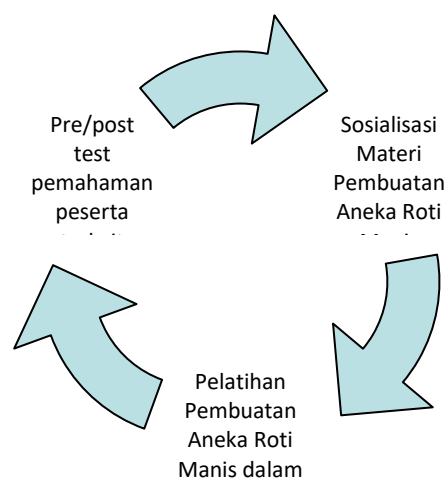 Pre/post
test
pemahaman
peserta
Sosialisasi
Materi
Pembuatan
Aneka Roti
Pelatihan
Pembuatan
Aneka Roti
Manis dalam